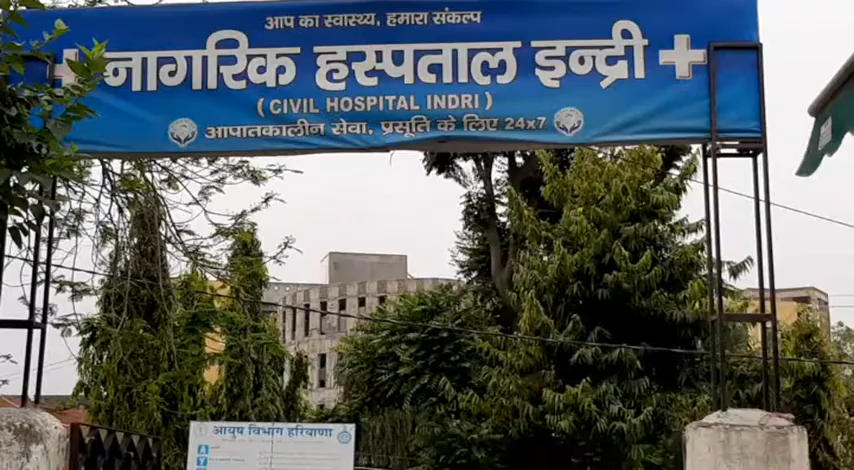 आप का स्वास्थ्य, हमारा संकल्प
नागरिक हस्पताल इन्द्री
(CIVIL HOSPITAL INDRI)
आपातकालीन सेवा, प्रसूति के लिए 24x7
आयुष विभाग हरियाणा
A
Y